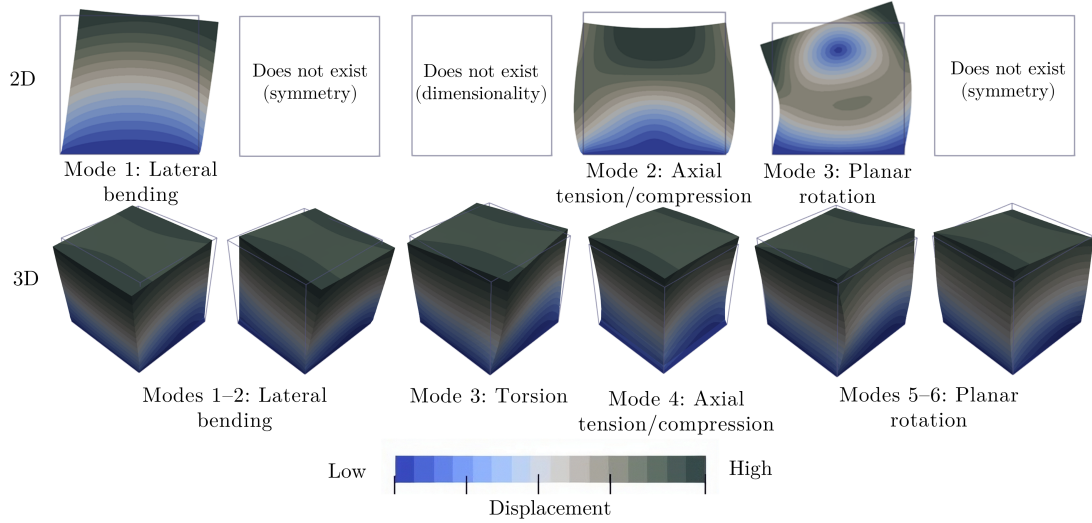 2D
Does not exist
(symmetry)
Does not exist
(dimensionality)
Does not exist
(symmetry)
Mode 1: Lateral
bending
Mode 2: Axial
tension/compression
Mode 3: Planar
rotation
3D
Modes 1–2: Lateral
bending
Mode 3: Torsion
Mode 4: Axial
tension/compression
Modes 5–6: Planar
rotation
Low
High
Displacement